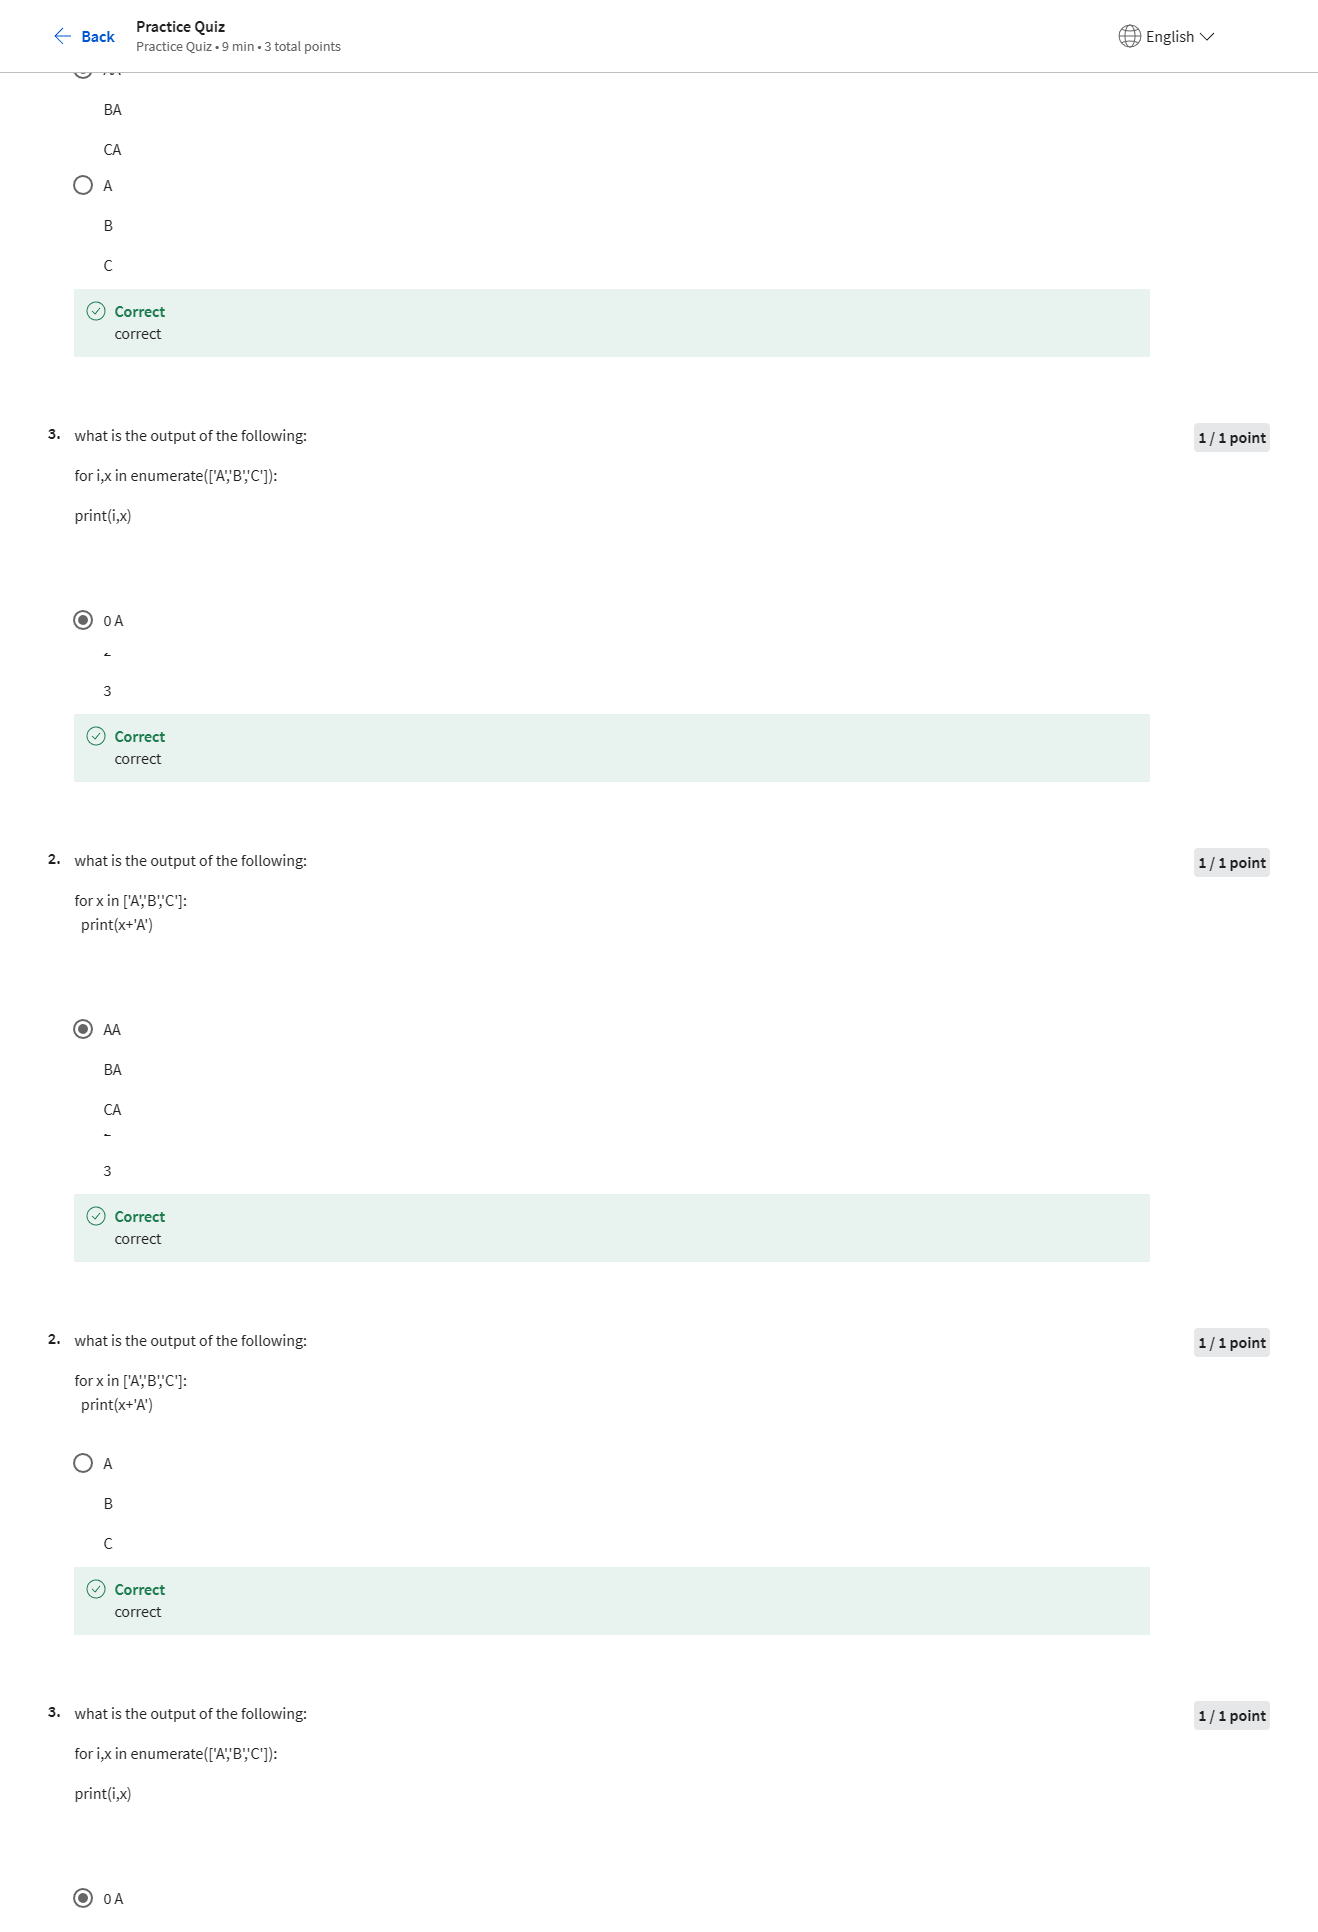 Back
Practice Quiz
Practice Quiz • 9 min • 3 total points
English
BA
CA
A
B
C
Correct
correct
3. what is the output of the following:
1 / 1 point
for i,x in enumerate(['A','B','C']):
print(i,x)
0 A
3
Correct
correct
2. what is the output of the following:
1 / 1 point
for x in ['A','B','C']:
print(x+'A')
AA
BA
CA
3
Correct
correct
2. what is the output of the following:
1 / 1 point
for x in ['A','B','C']:
print(x+'A')
A
B
C
Correct
correct
3. what is the output of the following:
1 / 1 point
for i,x in enumerate(['A','B','C']):
print(i,x)
0 A